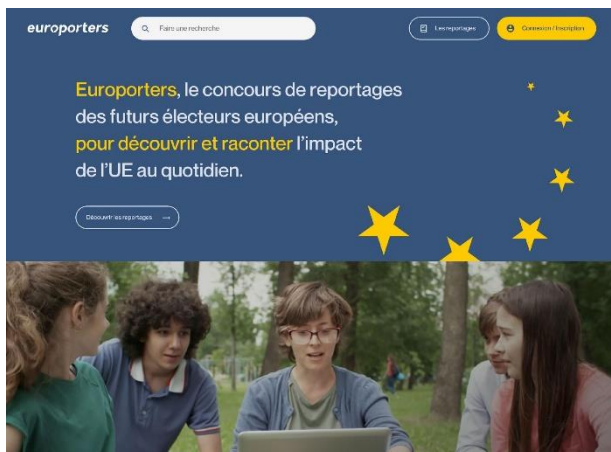 europorters
Faire une recherche
Les reportages
Connexion / Inscription
Europorters, le concours de reportages
des futurs électeurs européens,
pour découvrir et raconter l'impact
de l'UE au quotidien.
Découvrir les reportages